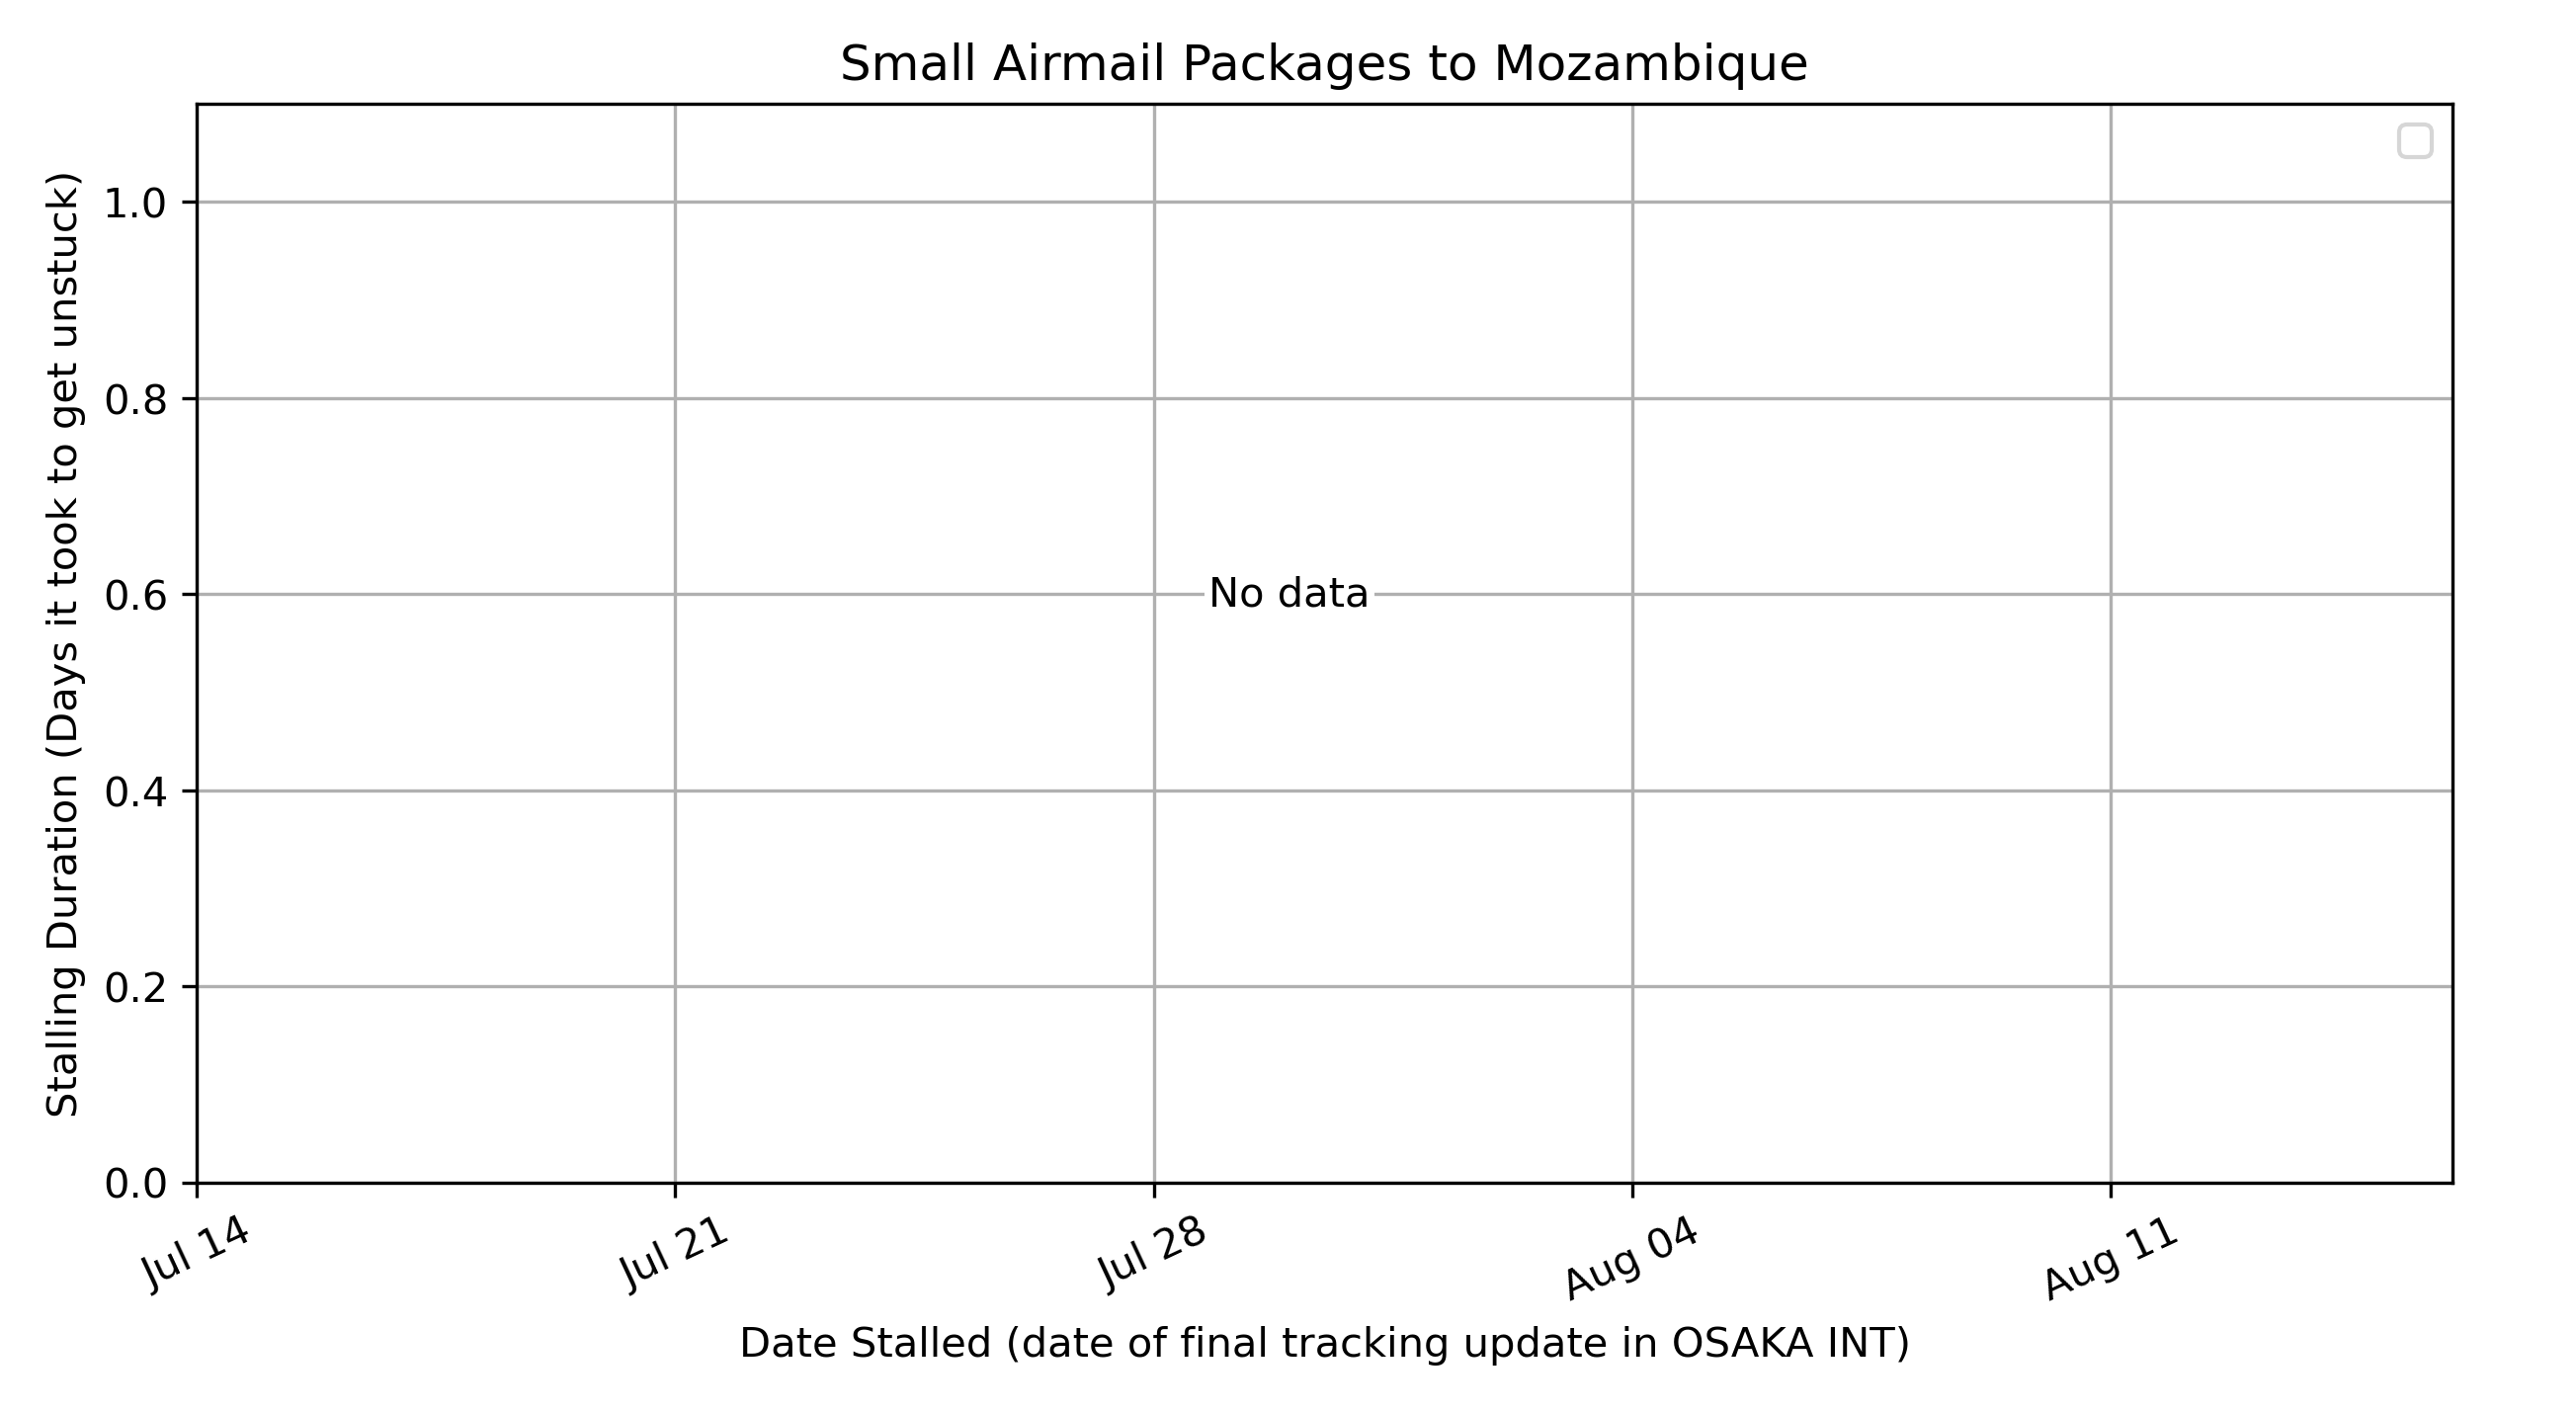 Small Airmail Packages to Mozambique
Stalling Duration (Days it took to get unstuck)
1.0
0.8
0.6
0.4
0.2
0.0
No data
Jul 14
Jul 21
Jul 28
Aug 04
Aug 11
Date Stalled (date of final tracking update in OSAKA INT)